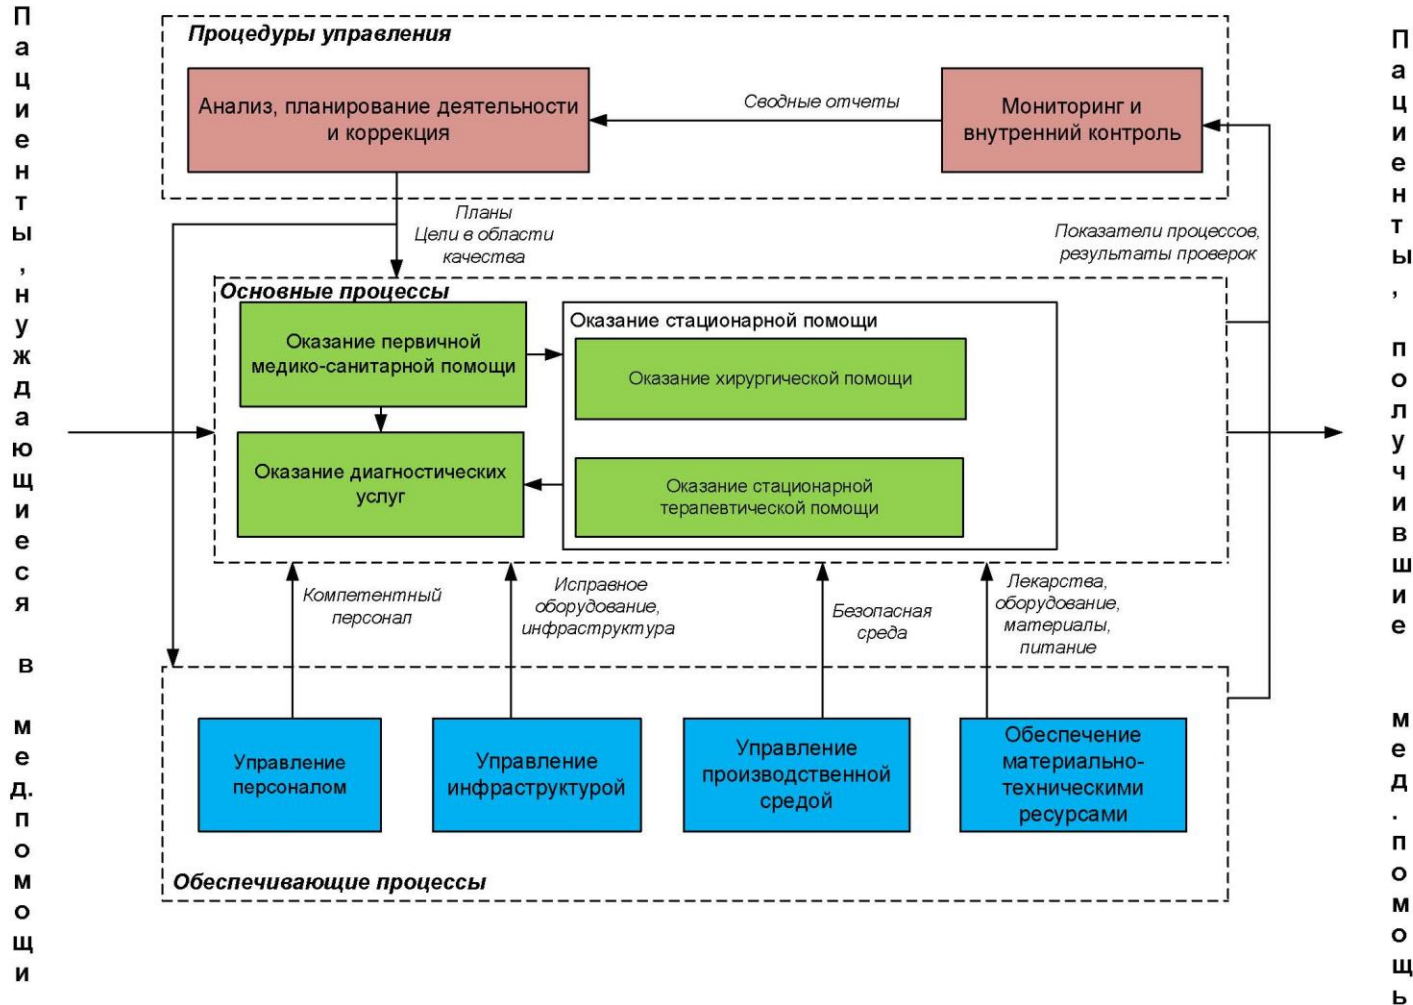 Пациенты, нуждающиеся в мед. помощи
Процедуры управления
Анализ, планирование деятельности
и коррекция
Сводные отчеты
Мониторинг и
внутренний контроль
Планы
Цели в области
качества
Показатели процессов,
результаты проверок
Основные процессы
Оказание первичной
медико-санитарной помощи
Оказание стационарной помощи
Оказание хирургической помощи
Оказание диагностических
услуг
Оказание стационарной
терапевтической помощи
Компетентный
персонал
Исправное
оборудование,
инфраструктура
Безопасная
среда
Лекарства,
оборудование,
материалы,
питание
Управление
персоналом
Управление
инфраструктурой
Управление
производственной
средой
Обеспечение
материально-
техническими
ресурсами
Обеспечивающие процессы
Пациенты, получившие мед. помощь